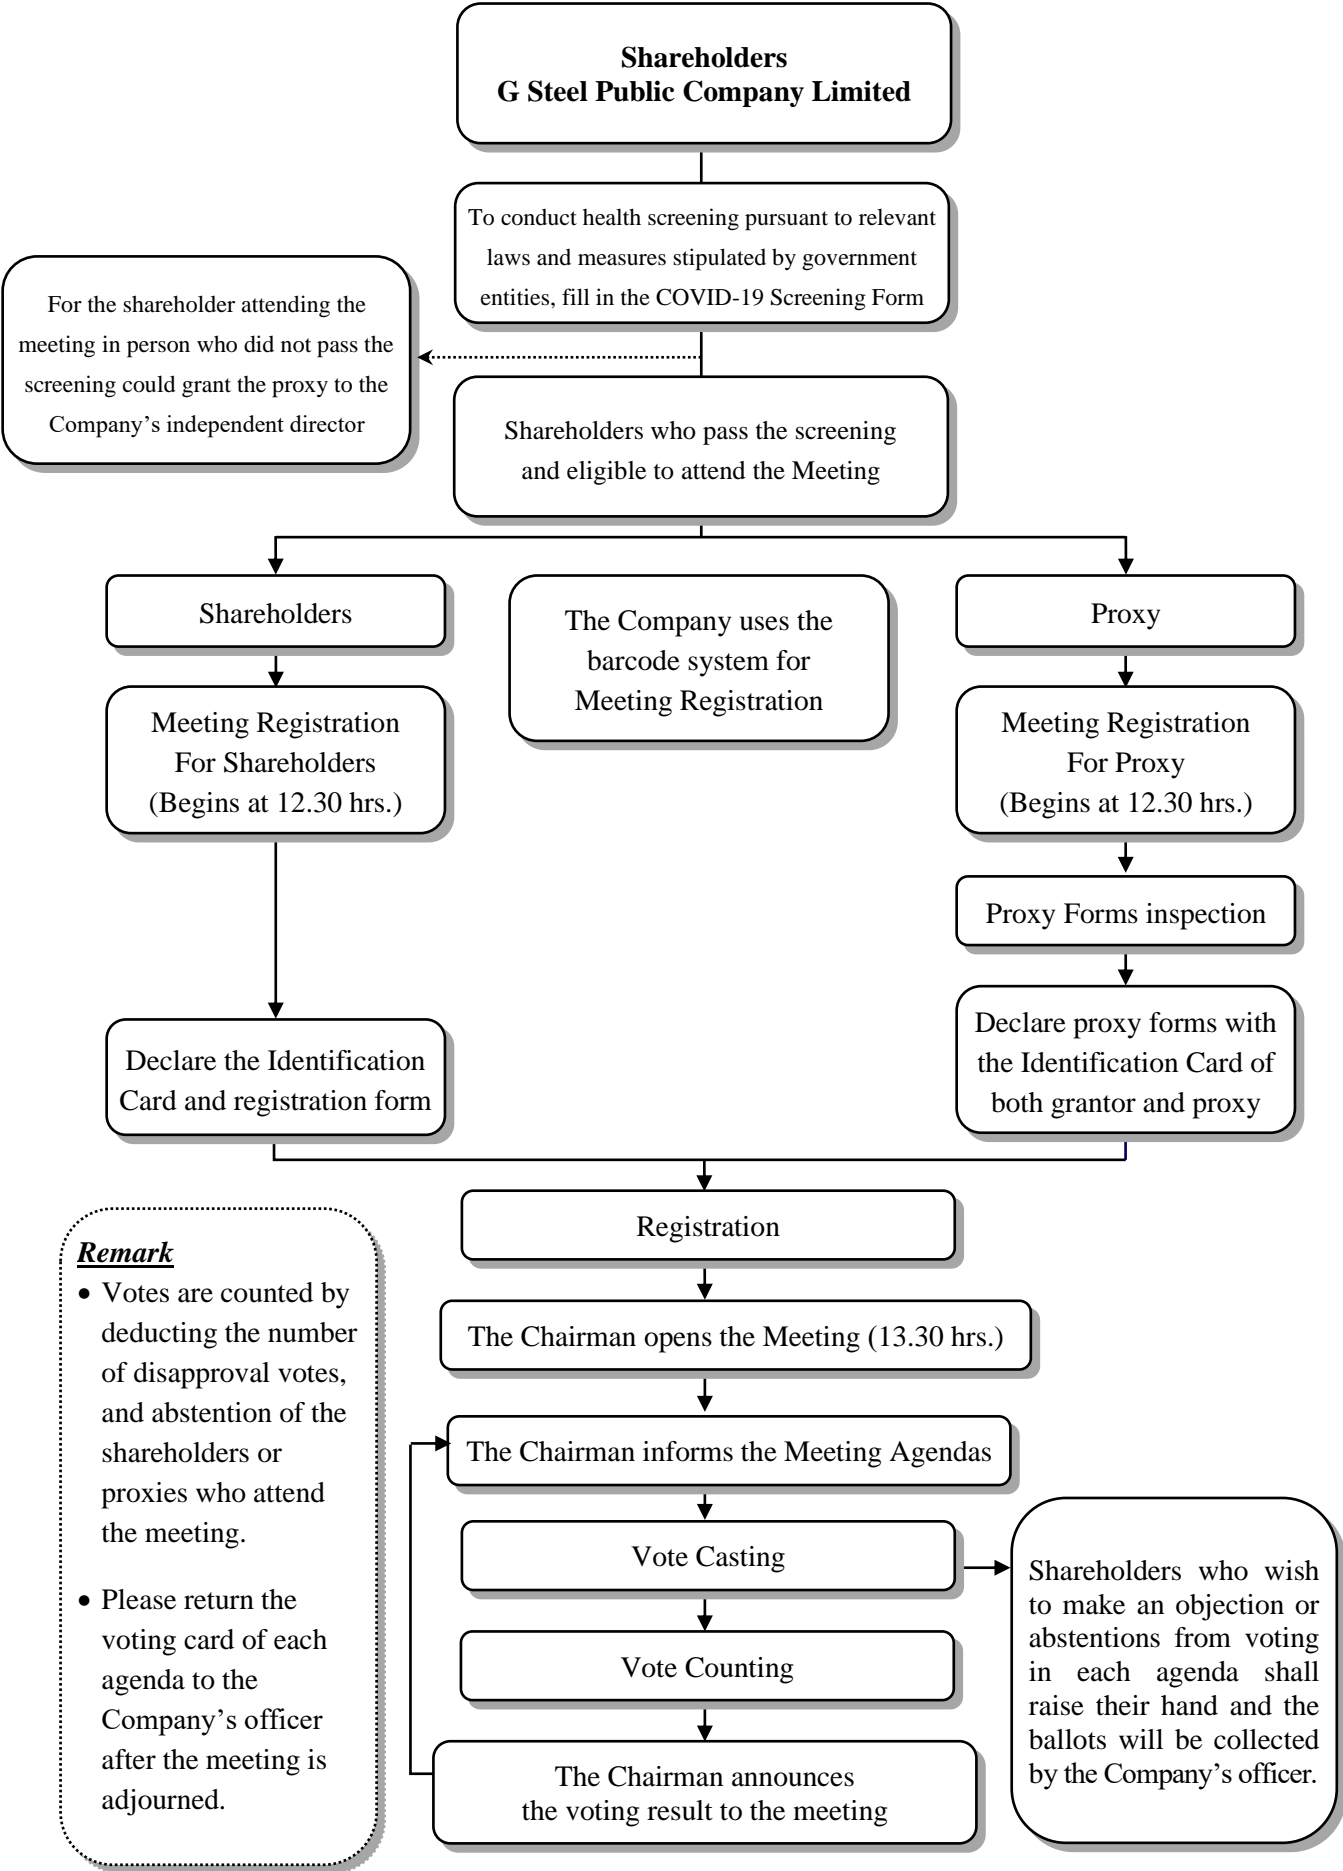 Shareholders
G Steel Public Company Limited
To conduct health screening pursuant to relevant
laws and measures stipulated by government
entities, fill in the COVID-19 Screening Form
For the shareholder attending the
meeting in person who did not pass the
screening could grant the proxy to the
Company’s independent director
Shareholders who pass the screening
and eligible to attend the Meeting
Shareholders
The Company uses the
barcode system for
Meeting Registration
Proxy
Meeting Registration
For Shareholders
(Begins at 12.30 hrs.)
Meeting Registration
For Proxy
(Begins at 12.30 hrs.)
Proxy Forms inspection
Declare the Identification
Card and registration form
Declare proxy forms with
the Identification Card of
both grantor and proxy
Registration
The Chairman opens the Meeting (13.30 hrs.)
The Chairman informs the Meeting Agendas
Vote Casting
Vote Counting
The Chairman announces
the voting result to the meeting
Remark
• Votes are counted by
deducting the number
of disapproval votes,
and abstention of the
shareholders or
proxies who attend
the meeting.
• Please return the
voting card of each
agenda to the
Company’s officer
after the meeting is
adjourned.
Shareholders who wish
to make an objection or
abstentions from voting
in each agenda shall
raise their hand and the
ballots will be collected
by the Company’s officer.